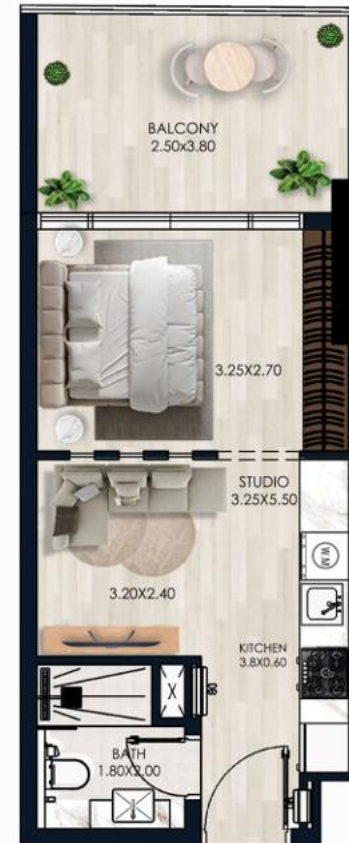 BALCONY
2.50x3.80
3.25X2.70
STUDIO
3.25X5.50
WM
3.20X2.40
KITCHEN
3.8X0.60
BATH
1.80X2.00